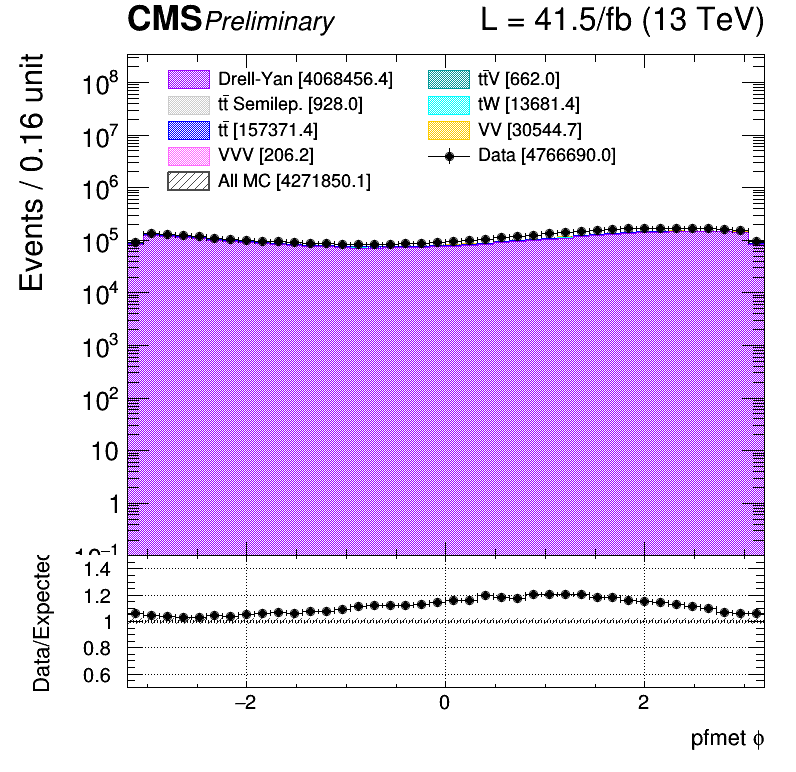 CMS Preliminary L = 41.5/fb (13 TeV)
Events / 0.16 unit
Drell-Yan [4068456.4]
tt̄ Semilep. [928.0]
tt̄ [157371.4]
VVV [206.2]
All MC [4271850.1]
tt̄V [662.0]
tW [13681.4]
VV [30544.7]
Data [4766690.0]
10⁸
10⁷
10⁶
10⁵
10⁴
10³
10²
10
1
10⁻¹
Data/Expected
1.4
1.2
1
0.8
0.6
−2 0 2
pfmet ϕ